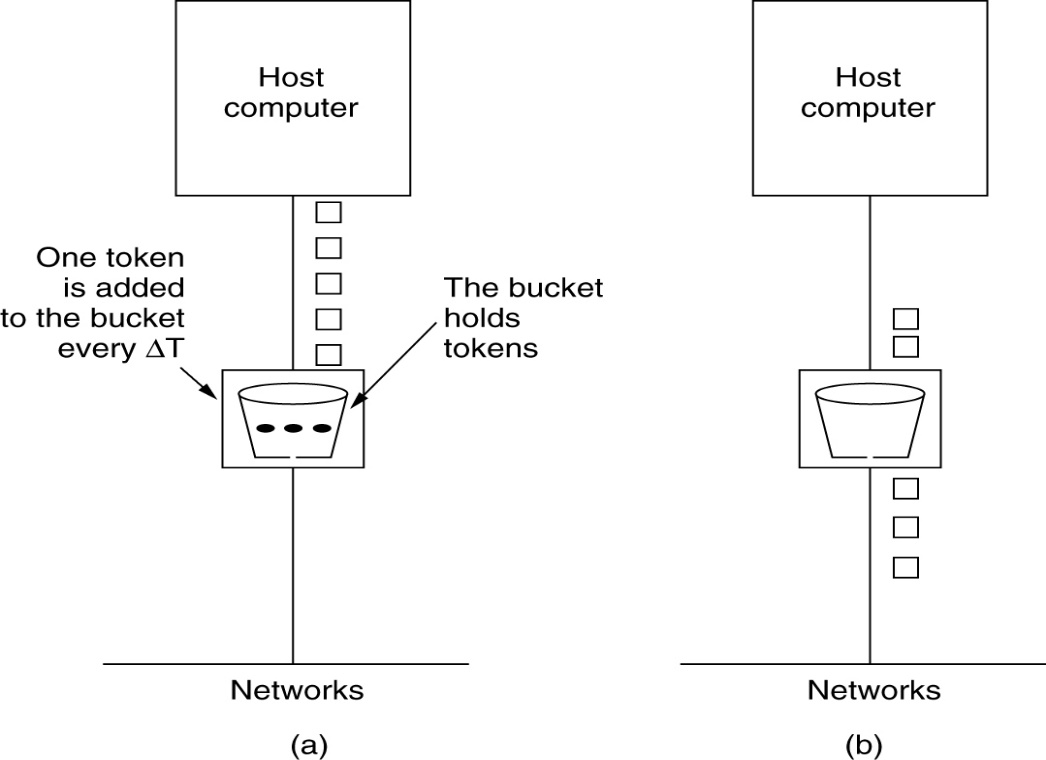 Host
computer
One token
is added
to the bucket
every ΔT
The bucket
holds
tokens
Networks
(a)
Host
computer
Networks
(b)